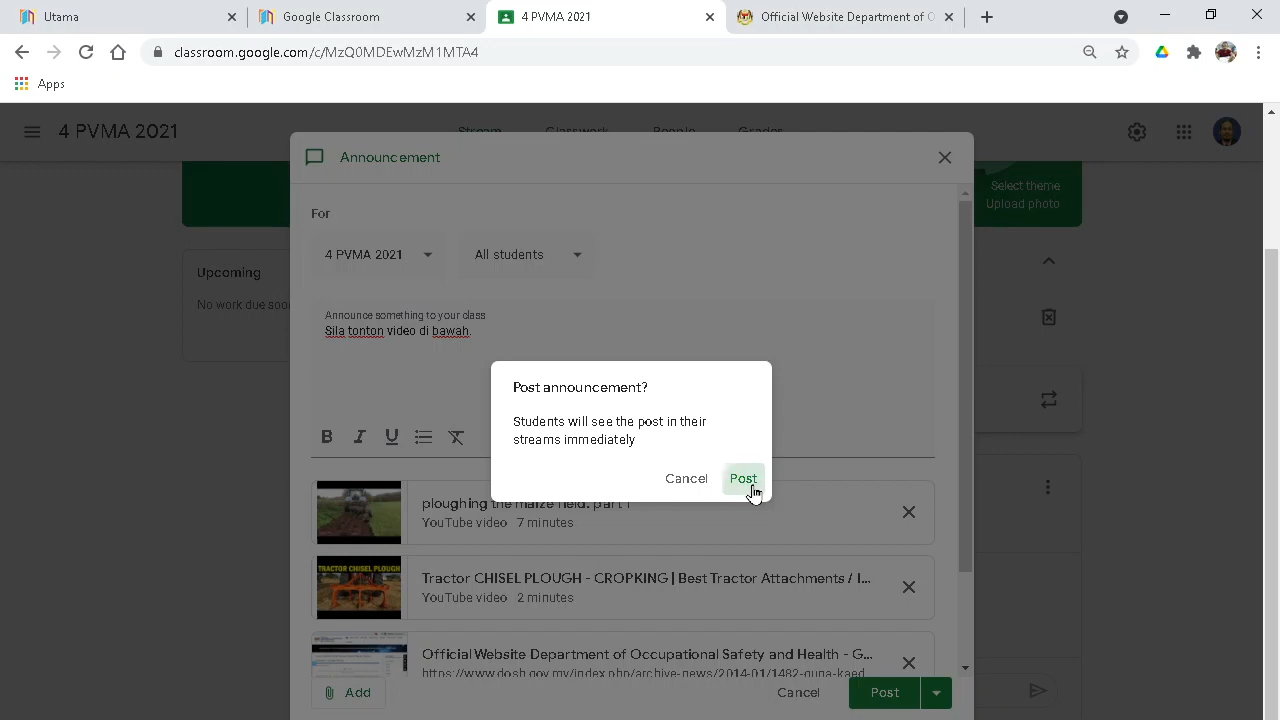 Utama
Google Classroom
4 PVMA 2021
Official Website Department of O
classroom.google.com/c/MzQ0MDEwMzM1MTA4
Apps
4 PVMA 2021
Stream
Classwork
People
Grades
Select theme
Upload photo
Announcement
For
4 PVMA 2021
All students
Upcoming
No work due soo
Announce something to your class
Sila tonton video di bawah.
Post announcement?
Students will see the post in their
streams immediately
Cancel
Post
B I U
ploughing the maize field. part 1
YouTube video 7 minutes
TRACTOR CHISEL PLOUGH
Tractor CHISEL PLOUGH - CROPKING | Best Tractor Attachments / I...
YouTube video 2 minutes
Official Website Department of Occupational Safety and Health - G...
https://www.dosh.gov.my/index.php/archive-news/2014-01/1482-guna-kaed
Add
Cancel
Post